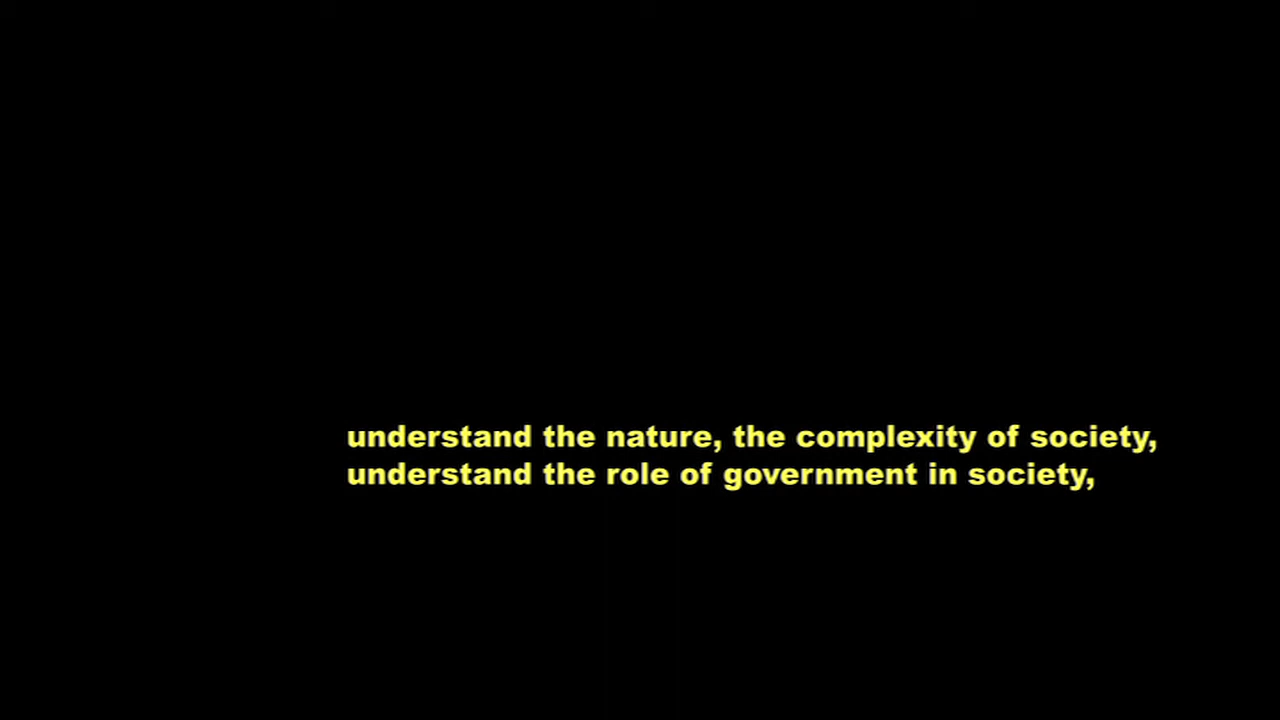 understand the nature, the complexity of society,
understand the role of government in society,